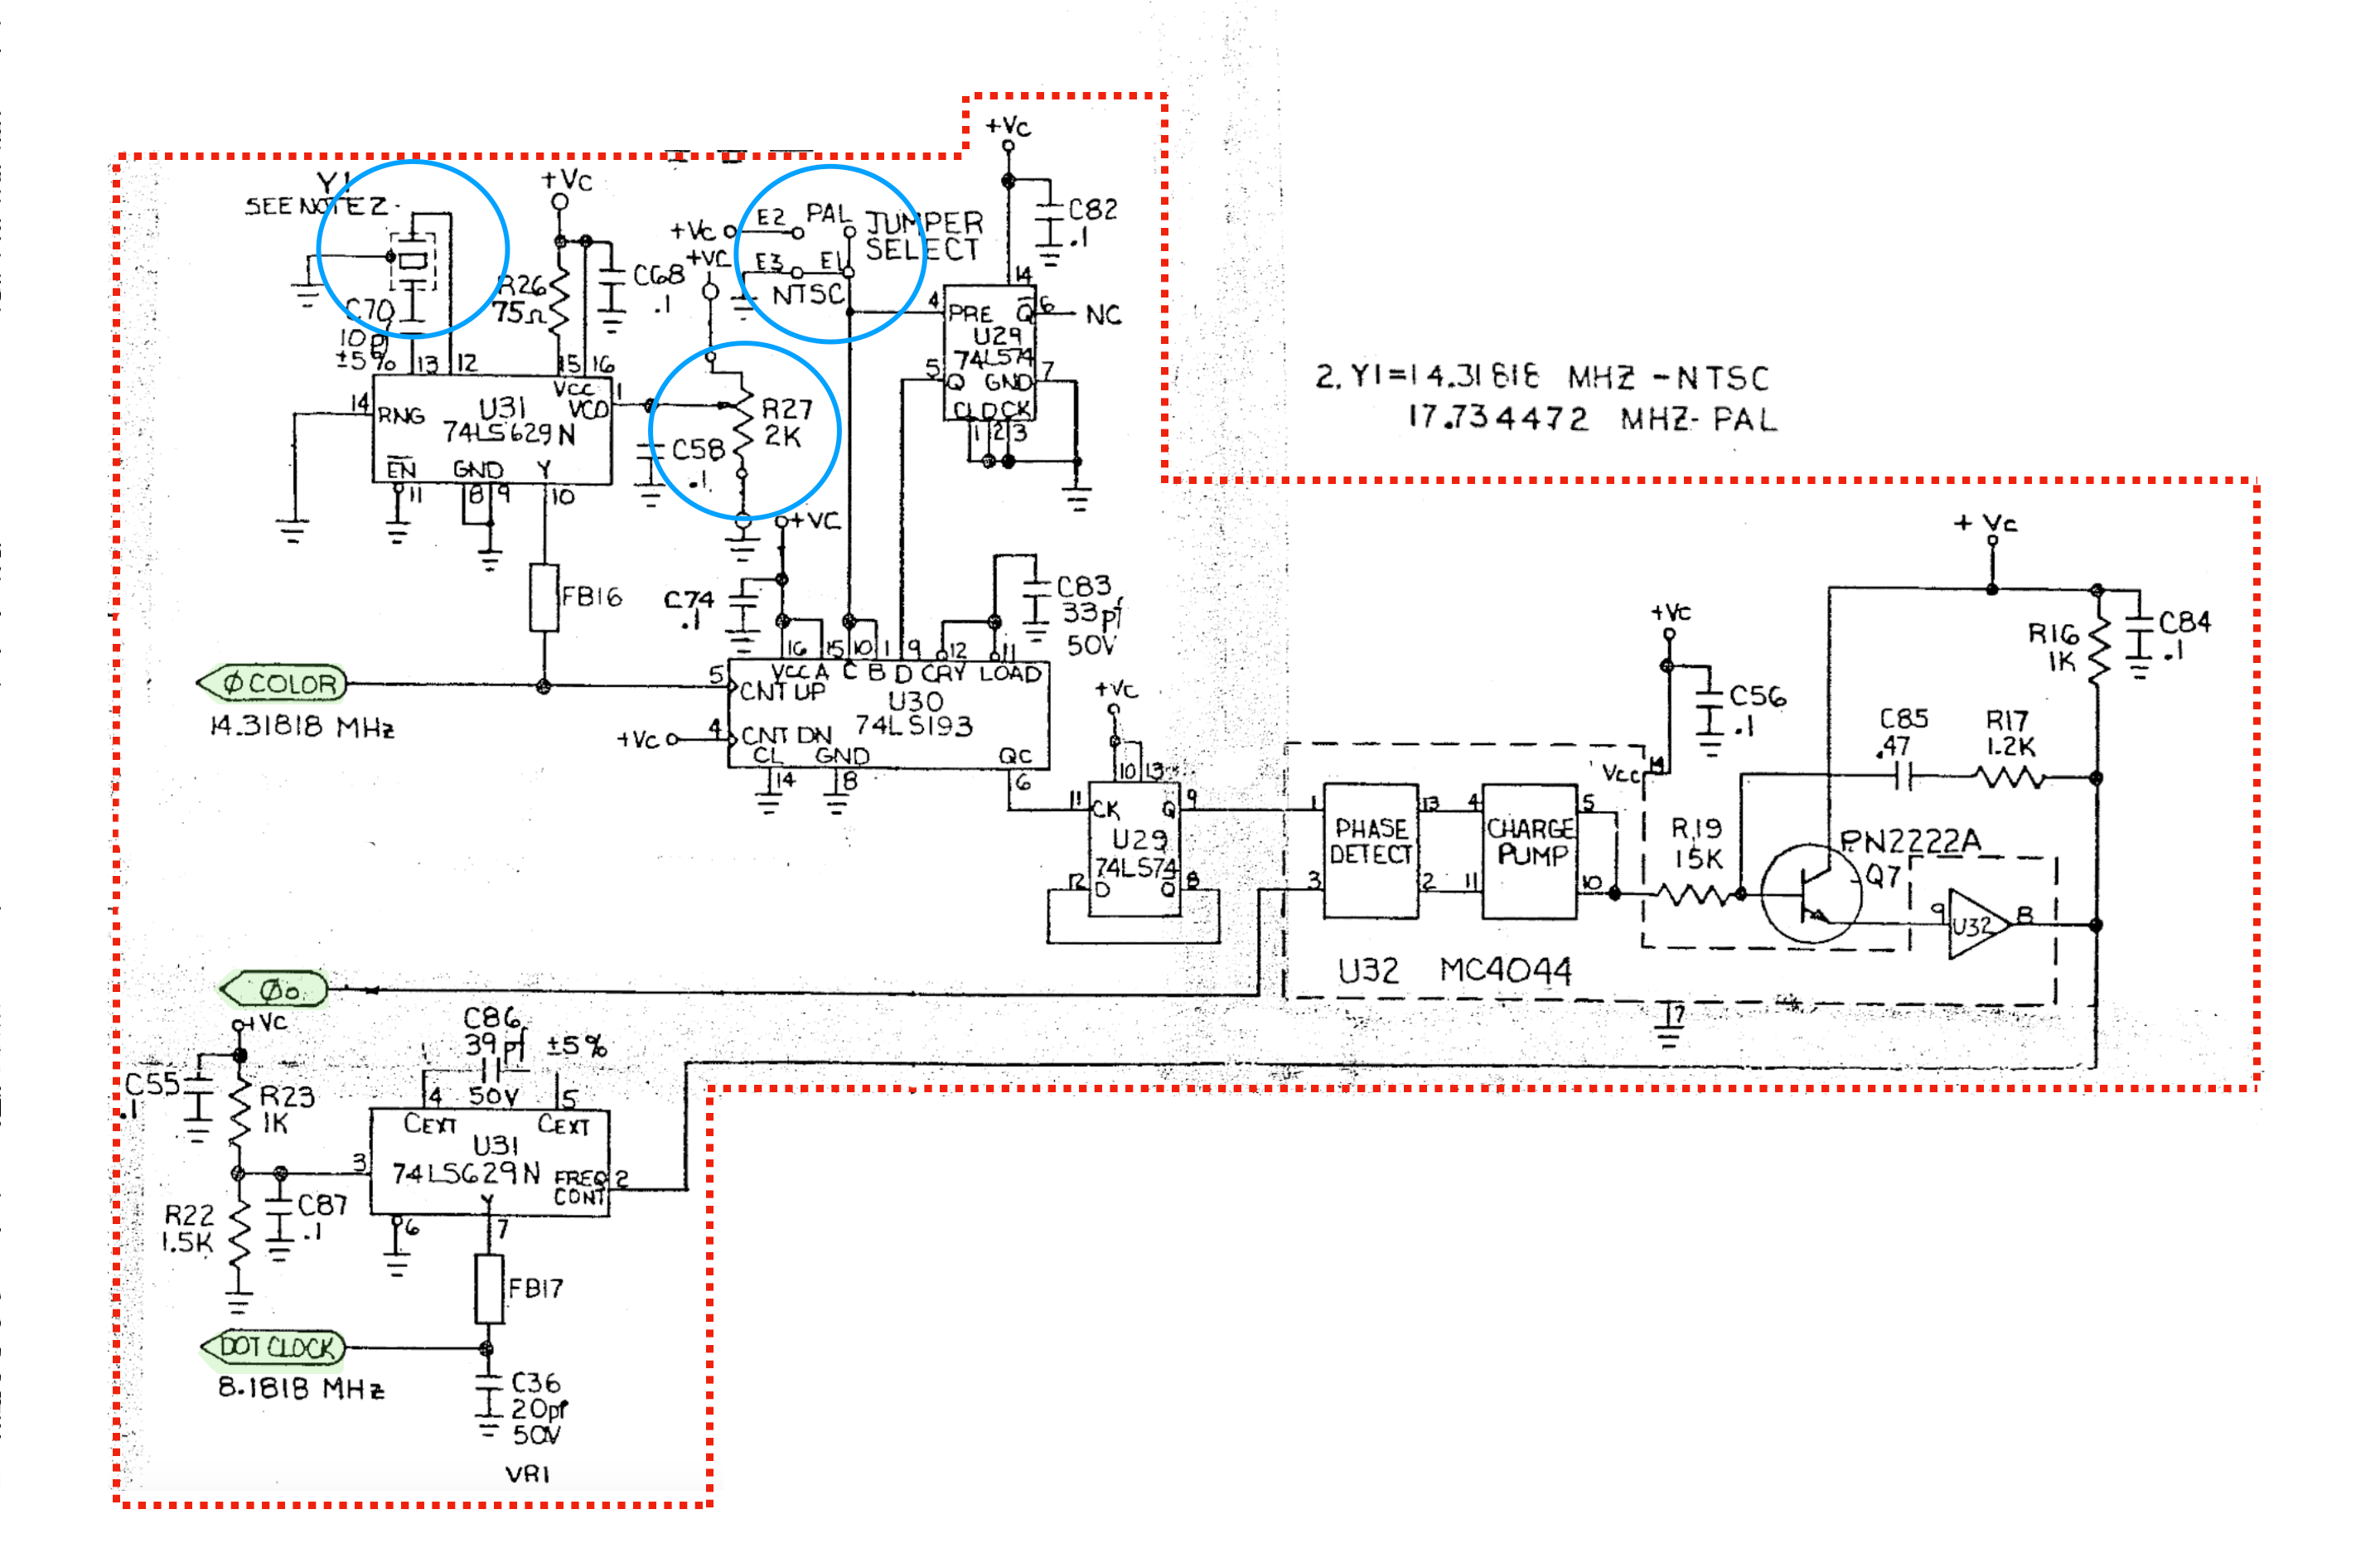 Y1
SEE NOTE 2
+Vc
C70
10pf
±5%
13
12
R26
75Ω
C68
.1
15
16
14
RNG
VCC
VCO
1
U31
74LS629N
EN
GND
Y
11
8
9
10
+Vc
E2
PAL
JUMPER
SELECT
+VC
E3
E1
NTSC
R27
2K
C58
.1
+Vc
C82
.1
14
4
PRE
Q
6
NC
U29
74LS74
5
Q
GND
7
CL
D
CK
1
2
3
2. Y1=14.31818 MHZ -NTSC
17.734472 MHZ- PAL
FB16
+VC
C74
.1
C83
33pf
50V
16
15
10
1
9
12
11
VCC
A
C
B
D
CRY
LOAD
5
CNT UP
U30
74LS193
+Vc
4
CNT DN
CL
GND
QC
14
8
6
Ø COLOR
14.31818 MHz
+Vc
10
13
11
CK
Q
9
U29
74LS74
12
D
Q
8
1
PHASE
DETECT
3
13
2
4
CHARGE
PUMP
11
5
10
U32 MC4044
7
+Vc
C56
.1
Vcc
14
R19
15K
PN2222A
Q7
9
U32
8
+ Vc
R16
1K
C84
.1
C85
.47
R17
1.2K
Øo
+Vc
C55
.1
R23
1K
R22
1.5K
C87
.1
C86
39pf
±5%
50V
4
5
CEXT
CEXT
U31
74LS629N
3
FREQ
CONT
2
Y
6
7
FB17
DOT CLOCK
8.1818 MHz
C36
20pf
50V
VR1